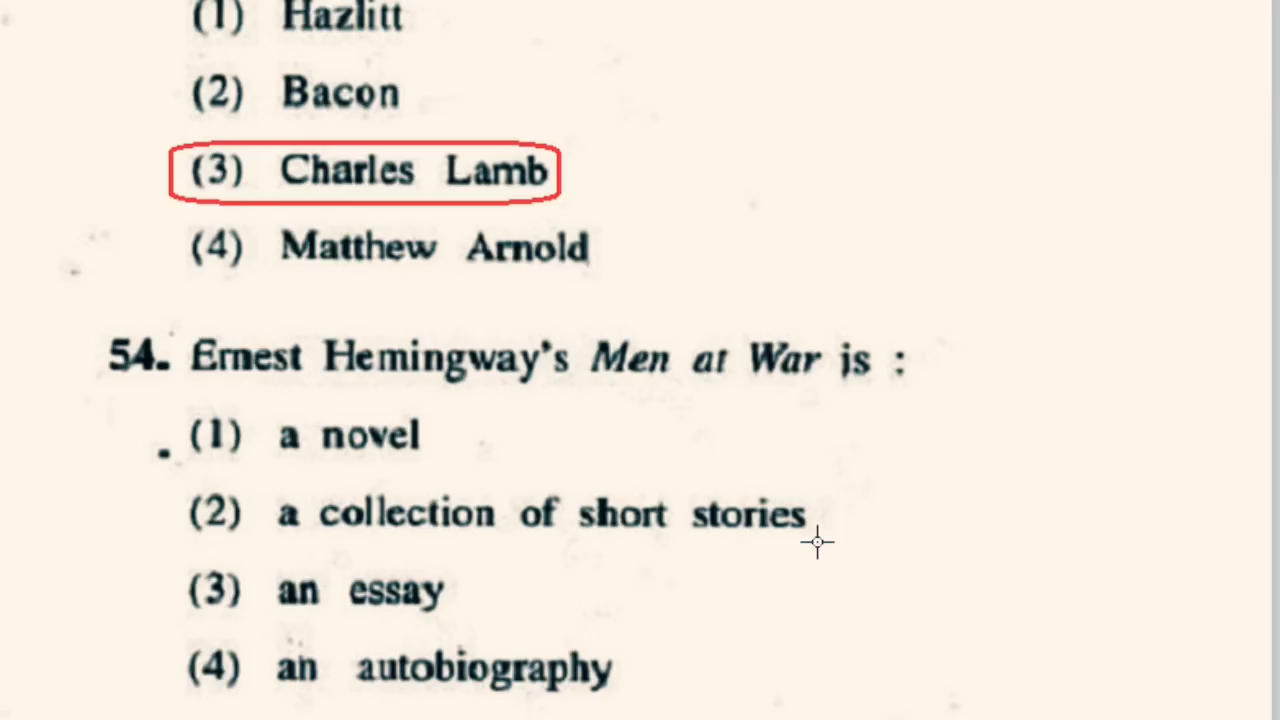 (1) Hazlitt
(2) Bacon
(3) Charles Lamb
(4) Matthew Arnold
54. Ernest Hemingway's Men at War is :
(1) a novel
(2) a collection of short stories
(3) an essay
(4) an autobiography